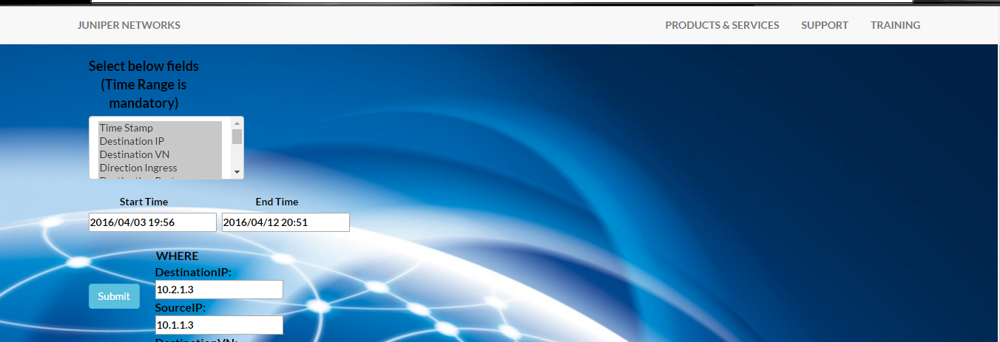 JUNIPER NETWORKS PRODUCTS & SERVICES SUPPORT TRAINING
Select below fields
(Time Range is
mandatory)
Time Stamp
Destination IP
Destination VN
Direction Ingress
Start Time End Time
2016/04/03 19:56 2016/04/12 20:51
WHERE
DestinationIP:
10.2.1.3
Submit
SourceIP:
10.1.1.3
DestinationVN: